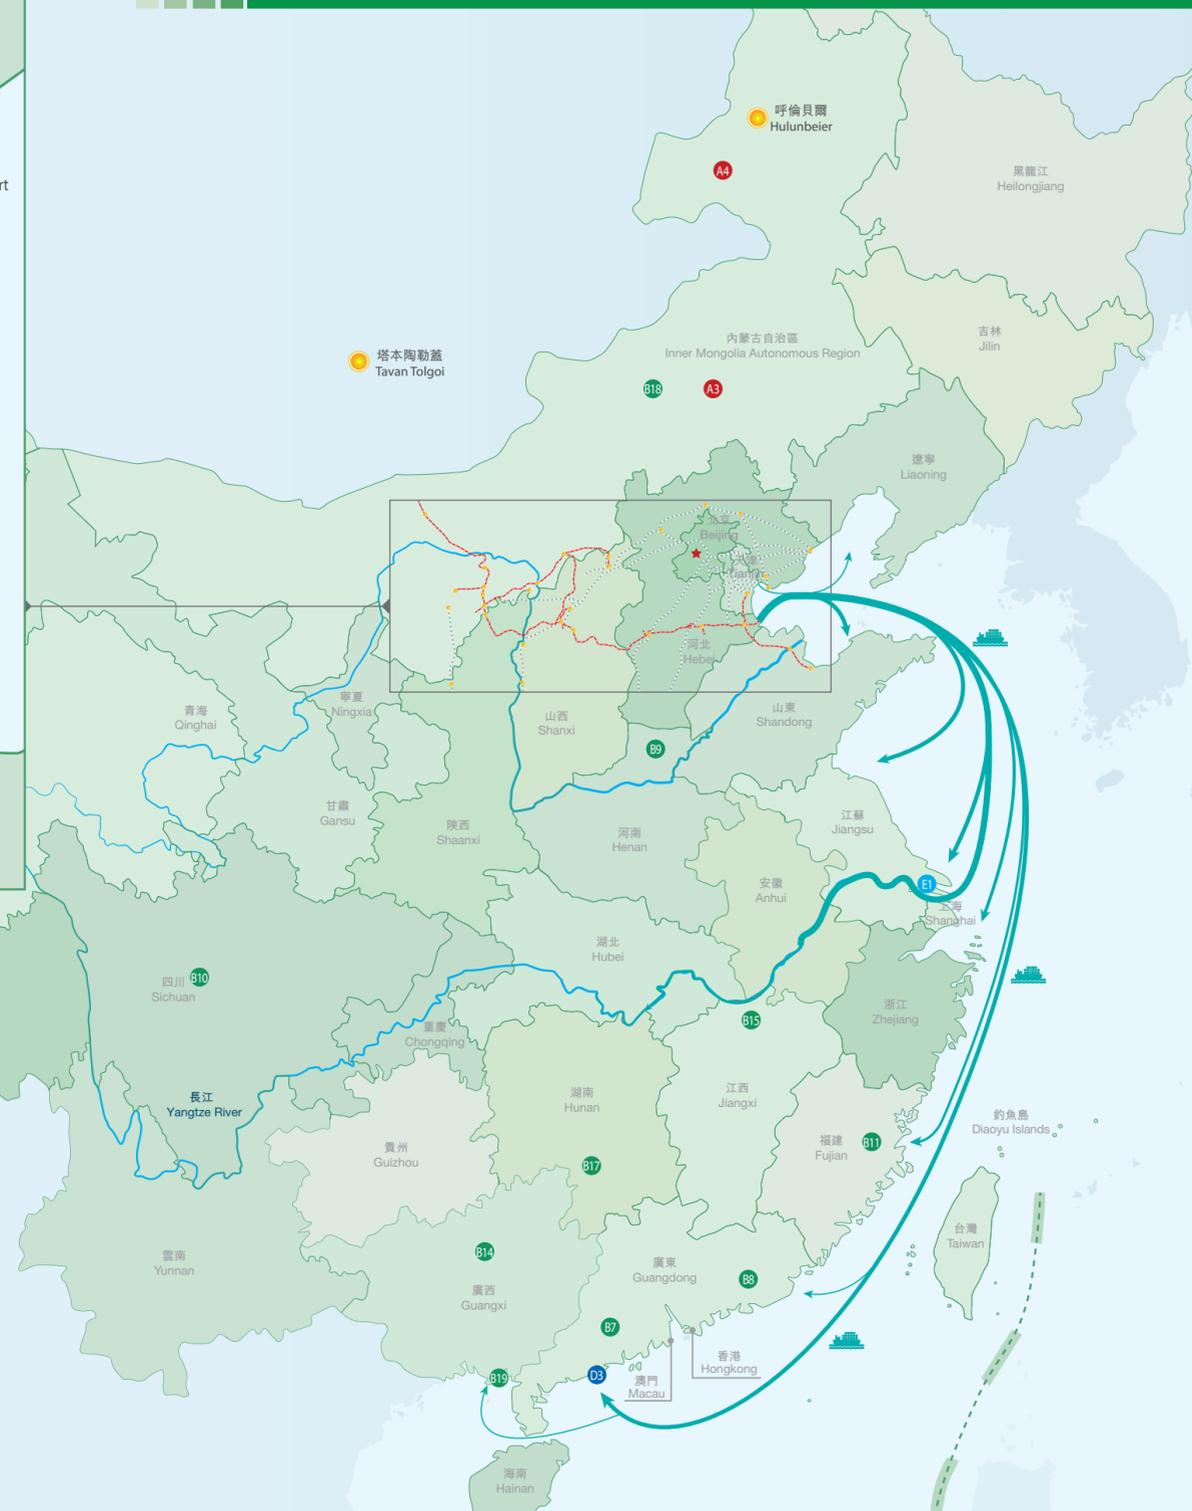 rt
呼倫貝爾
Hulunbeier
A4
黑龍江
Heilongjiang
吉林
Jilin
內蒙古自治區
Inner Mongolia Autonomous Region
塔本陶勒蓋
Tavan Tolgoi
B18
A3
遼寧
Liaoning
北京
Beijing
天津
Tianjin
河北
Hebei
寧夏
Ningxia
青海
Qinghai
山西
Shanxi
山東
Shandong
B9
甘肅
Gansu
陝西
Shaanxi
河南
Henan
江蘇
Jiangsu
安徽
Anhui
E1
上海
Shanghai
湖北
Hubei
四川
Sichuan
B10
浙江
Zhejiang
B15
重慶
Chongqing
長江
Yangtze River
湖南
Hunan
江西
Jiangxi
釣魚島
Diaoyu Islands
貴州
Guizhou
福建
Fujian
B11
B17
台灣
Taiwan
雲南
Yunnan
B14
廣西
Guangxi
廣東
Guangdong
B8
B7
香港
Hongkong
B19
D3
澳門
Macau
海南
Hainan